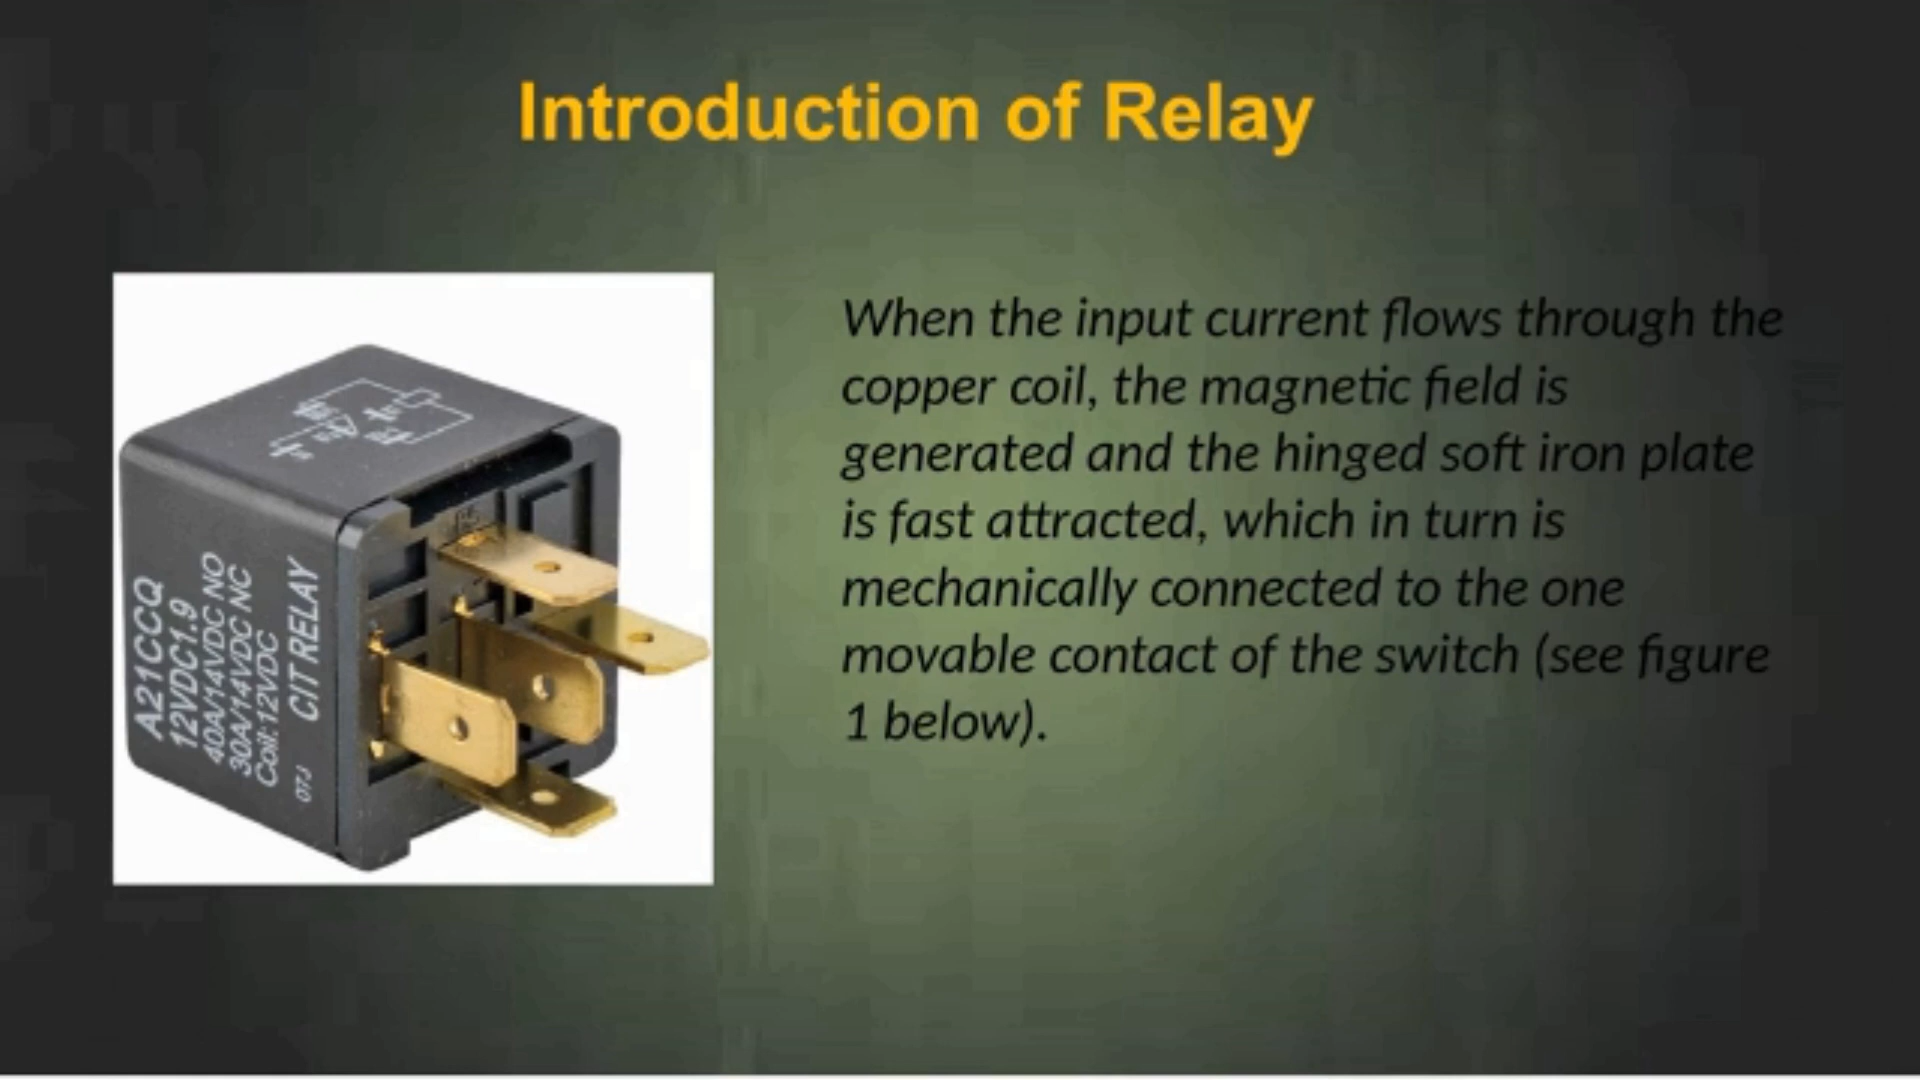 Introduction of Relay
When the input current flows through the
copper coil, the magnetic field is
generated and the hinged soft iron plate
is fast attracted, which in turn is
mechanically connected to the one
movable contact of the switch (see figure
1 below).
A21CCQ
12VDC1.9
40A/14VDC NO
30A/14VDC NC
Coil: 12VDC
CIT RELAY